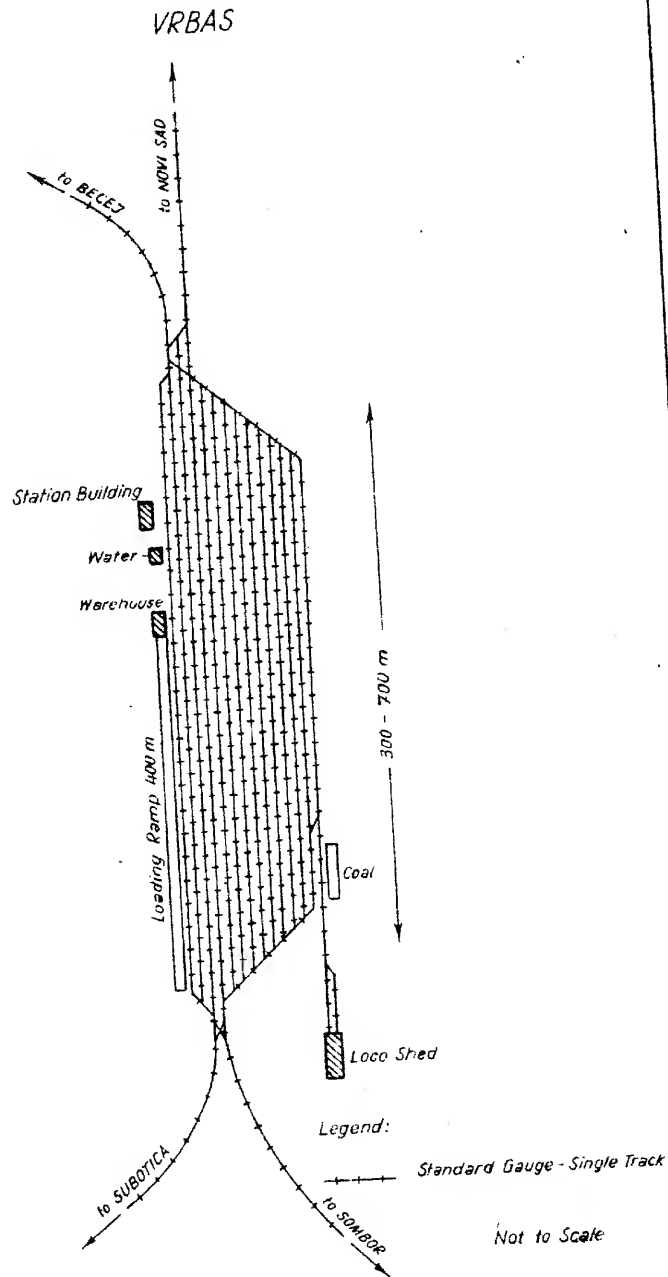 VRBAS
to NOVI SAD
to BECEJ
Station Building
Water
Warehouse
300 - 700 m
Loading Ramp 400 m
Coal
Loco Shed
Legend:
to SUBOTICA
Standard Gauge - Single Track
to SOMBOR
Not to Scale